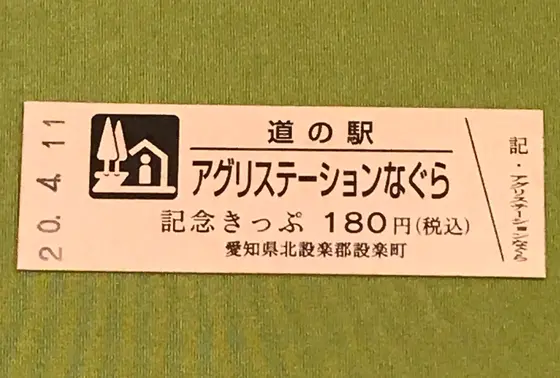 20.4.11
道の駅
アグリステーションなぐら
記念きっぷ 180円(税込)
愛知県北設楽郡設楽町
記・アグリステーションなぐら